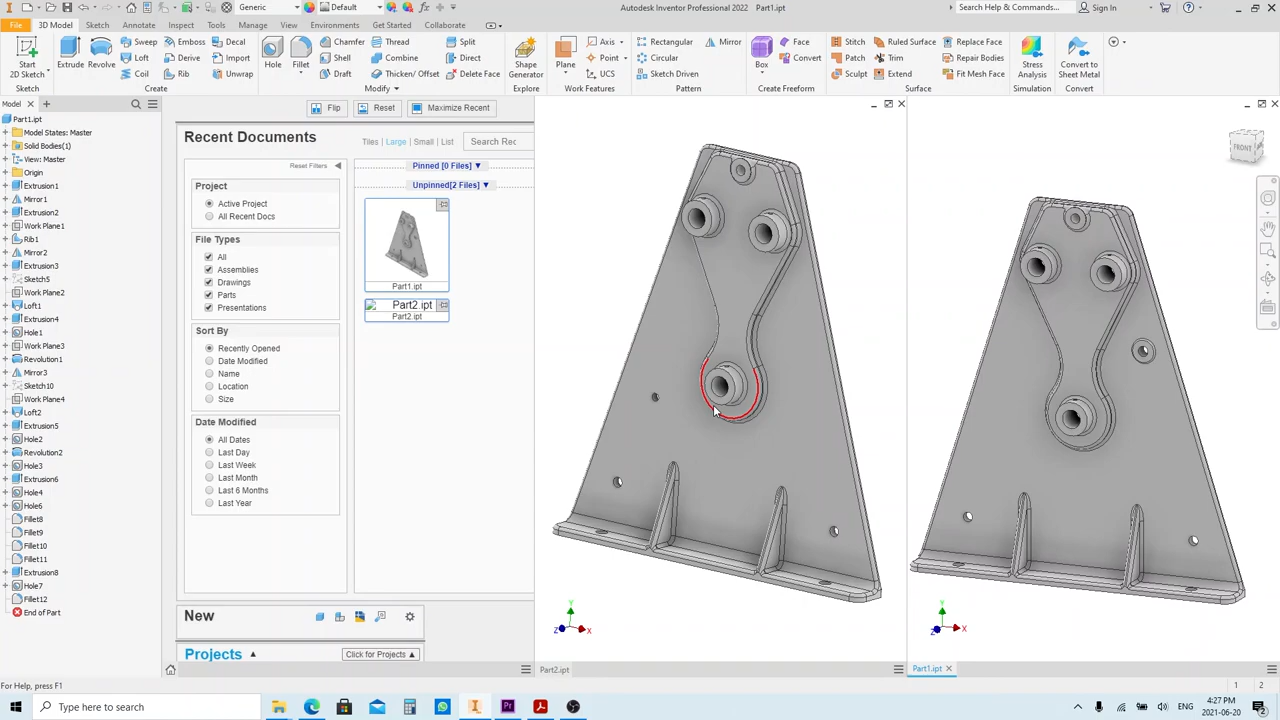 Generic
Default
Autodesk Inventor Professional 2022 Part1.ipt
Search Help & Commands...
Sign In
File
3D Model
Sketch
Annotate
Inspect
Tools
Manage
View
Environments
Get Started
Collaborate
Start
2D Sketch
Sketch
Extrude
Revolve
Sweep
Loft
Coil
Emboss
Derive
Rib
Decal
Import
Unwrap
Create
Hole
Fillet
Chamfer
Shell
Draft
Thread
Combine
Thicken/ Offset
Split
Direct
Delete Face
Modify
Shape
Generator
Explore
Plane
Axis
Point
UCS
Work Features
Rectangular
Circular
Sketch Driven
Mirror
Pattern
Box
Face
Convert
Create Freeform
Stitch
Patch
Sculpt
Ruled Surface
Trim
Extend
Replace Face
Repair Bodies
Fit Mesh Face
Surface
Stress
Analysis
Simulation
Convert to
Sheet Metal
Convert
Model
Part1.ipt
Model States: Master
Solid Bodies(1)
View: Master
Origin
Extrusion1
Mirror1
Extrusion2
Work Plane1
Rib1
Mirror2
Extrusion3
Sketch5
Work Plane2
Loft1
Extrusion4
Hole1
Work Plane3
Revolution1
Mirror3
Sketch10
Work Plane4
Loft2
Extrusion5
Hole2
Revolution2
Hole3
Extrusion6
Hole4
Hole6
Fillet8
Fillet9
Fillet10
Fillet11
Extrusion8
Hole7
Fillet12
End of Part
Flip
Reset
Maximize Recent
Recent Documents
Tiles
Large
Small
List
Search Rec
Reset Filters
Project
Active Project
All Recent Docs
File Types
All
Assemblies
Drawings
Parts
Presentations
Sort By
Recently Opened
Date Modified
Name
Location
Size
Date Modified
All Dates
Last Day
Last Week
Last Month
Last 6 Months
Last Year
Pinned [0 Files]
Unpinned[2 Files]
Part1.ipt
Part2.ipt
Part2.ipt
New
Projects
Click for Projects
FRONT
Y
Z
X
Y
Z
X
Part2.ipt
Part1.ipt
For Help, press F1
1
2
Type here to search
4:27 PM
2021-06-20
2